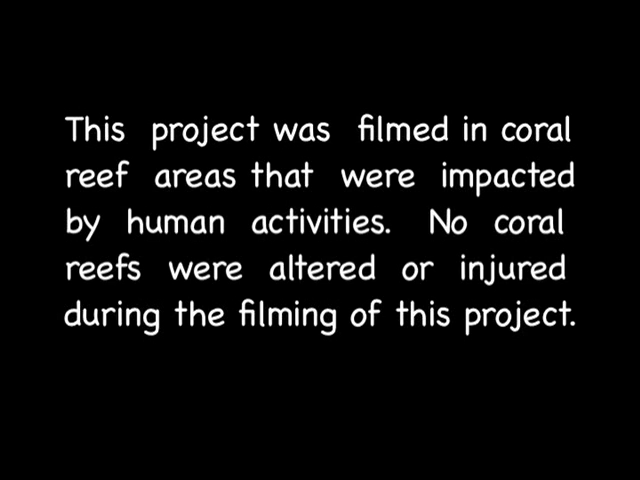 This project was filmed in coral
reef areas that were impacted
by human activities. No coral
reefs were altered or injured
during the filming of this project.